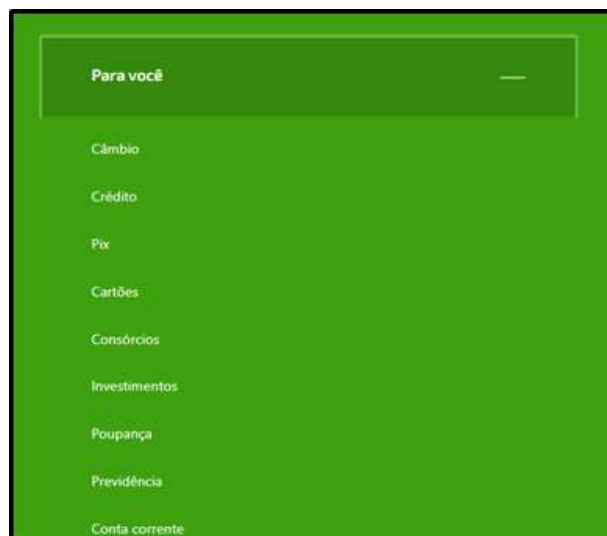 Para você
Câmbio
Crédito
Pix
Cartões
Consórcios
Investimentos
Poupança
Previdência
Conta corrente